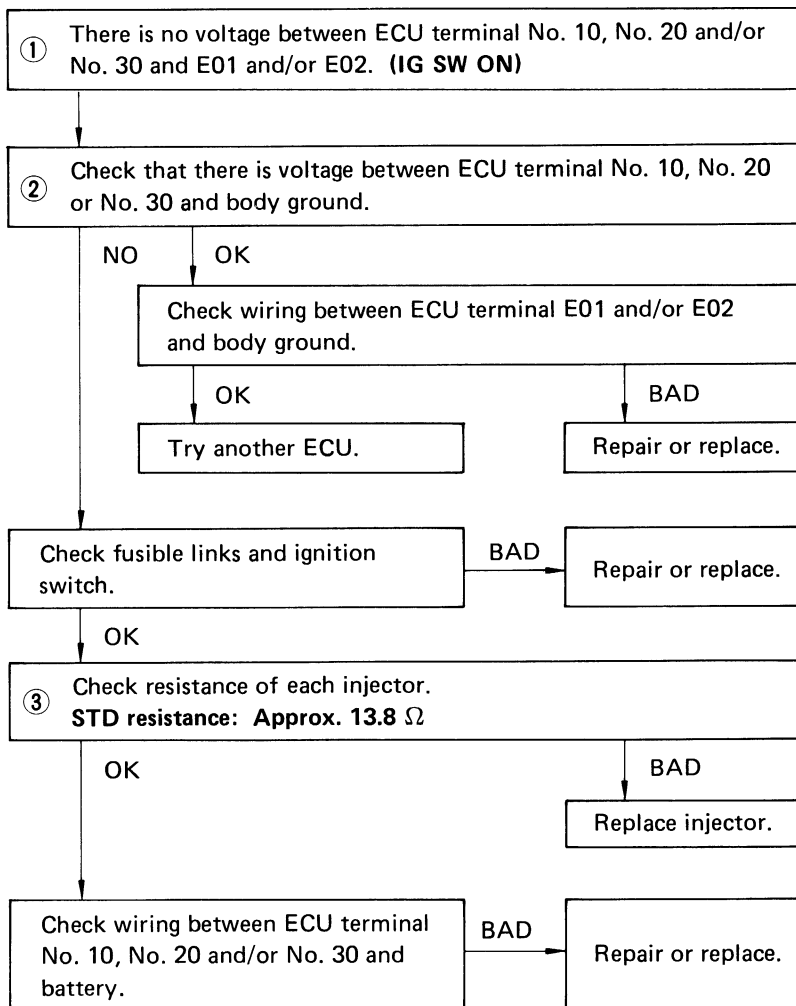 ① There is no voltage between ECU terminal No. 10, No. 20 and/or
No. 30 and E01 and/or E02. (IG SW ON)
② Check that there is voltage between ECU terminal No. 10, No. 20
or No. 30 and body ground.
NO
OK
Check wiring between ECU terminal E01 and/or E02
and body ground.
OK
BAD
Try another ECU.
Repair or replace.
Check fusible links and ignition
switch.
BAD
Repair or replace.
OK
③ Check resistance of each injector.
STD resistance: Approx. 13.8 Ω
OK
BAD
Replace injector.
Check wiring between ECU terminal
No. 10, No. 20 and/or No. 30 and
battery.
BAD
Repair or replace.